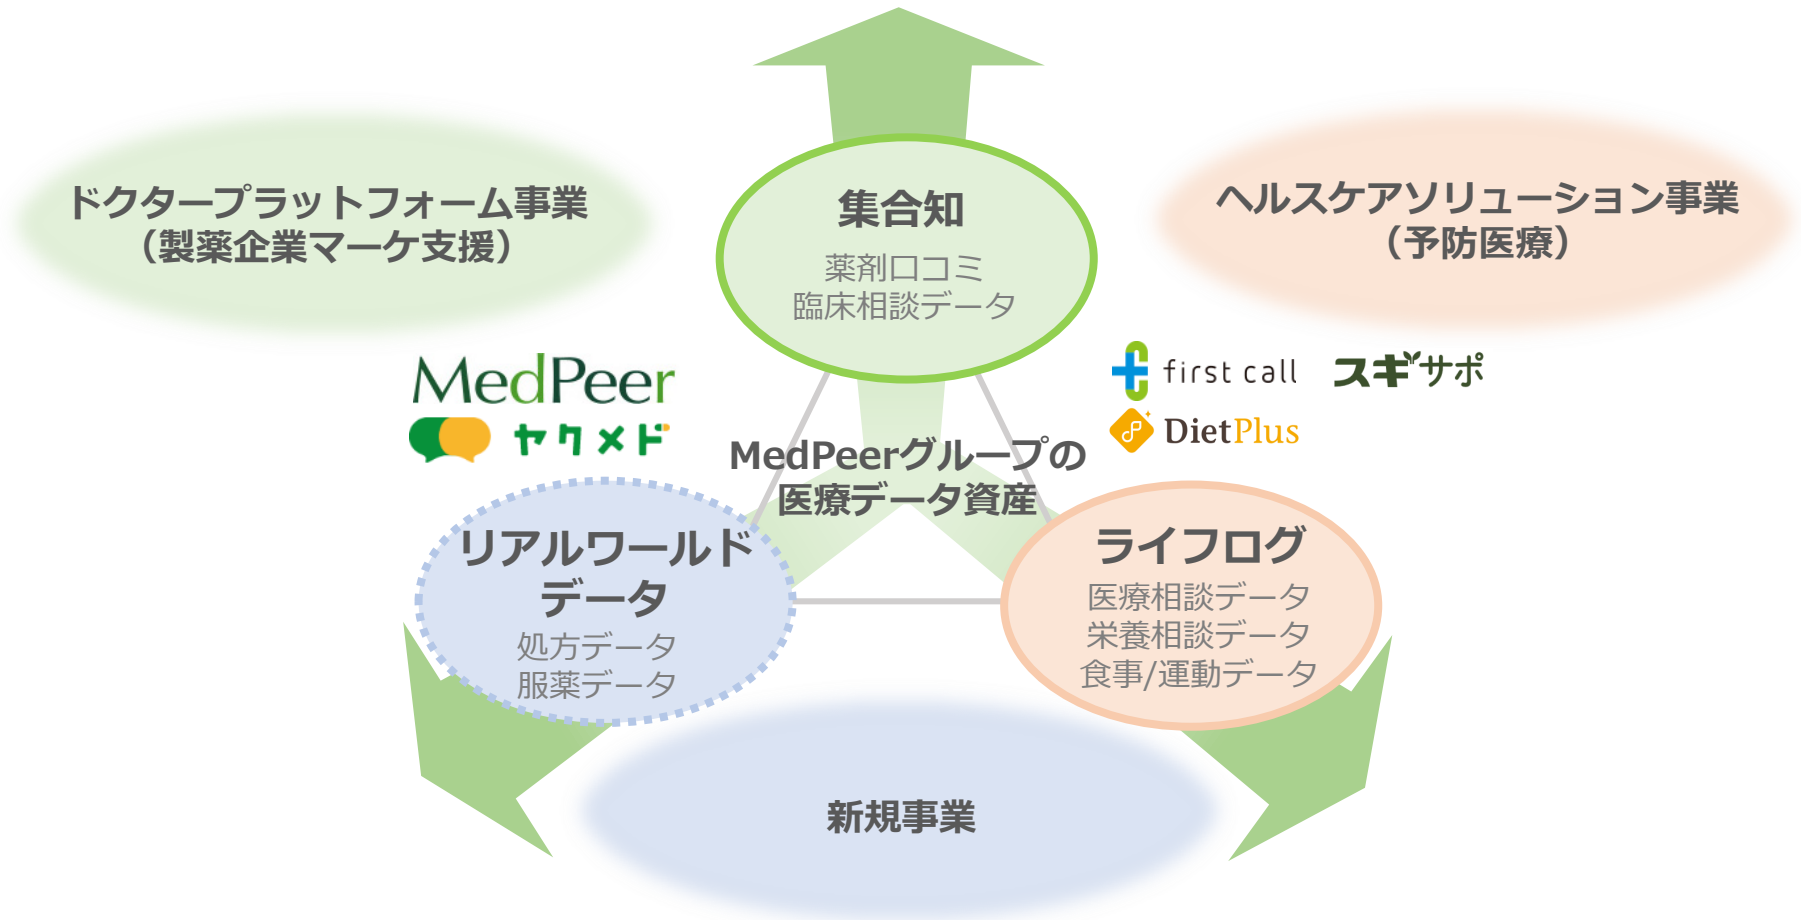 ドクタープラットフォーム事業
（製薬企業マーケ支援）
集合知
薬剤口コミ
臨床相談データ
ヘルスケアソリューション事業
（予防医療）
MedPeer
ヤクメド
first call
スギサポ
DietPlus
MedPeerグループの
医療データ資産
リアルワールド
データ
処方データ
服薬データ
ライフログ
医療相談データ
栄養相談データ
食事/運動データ
新規事業